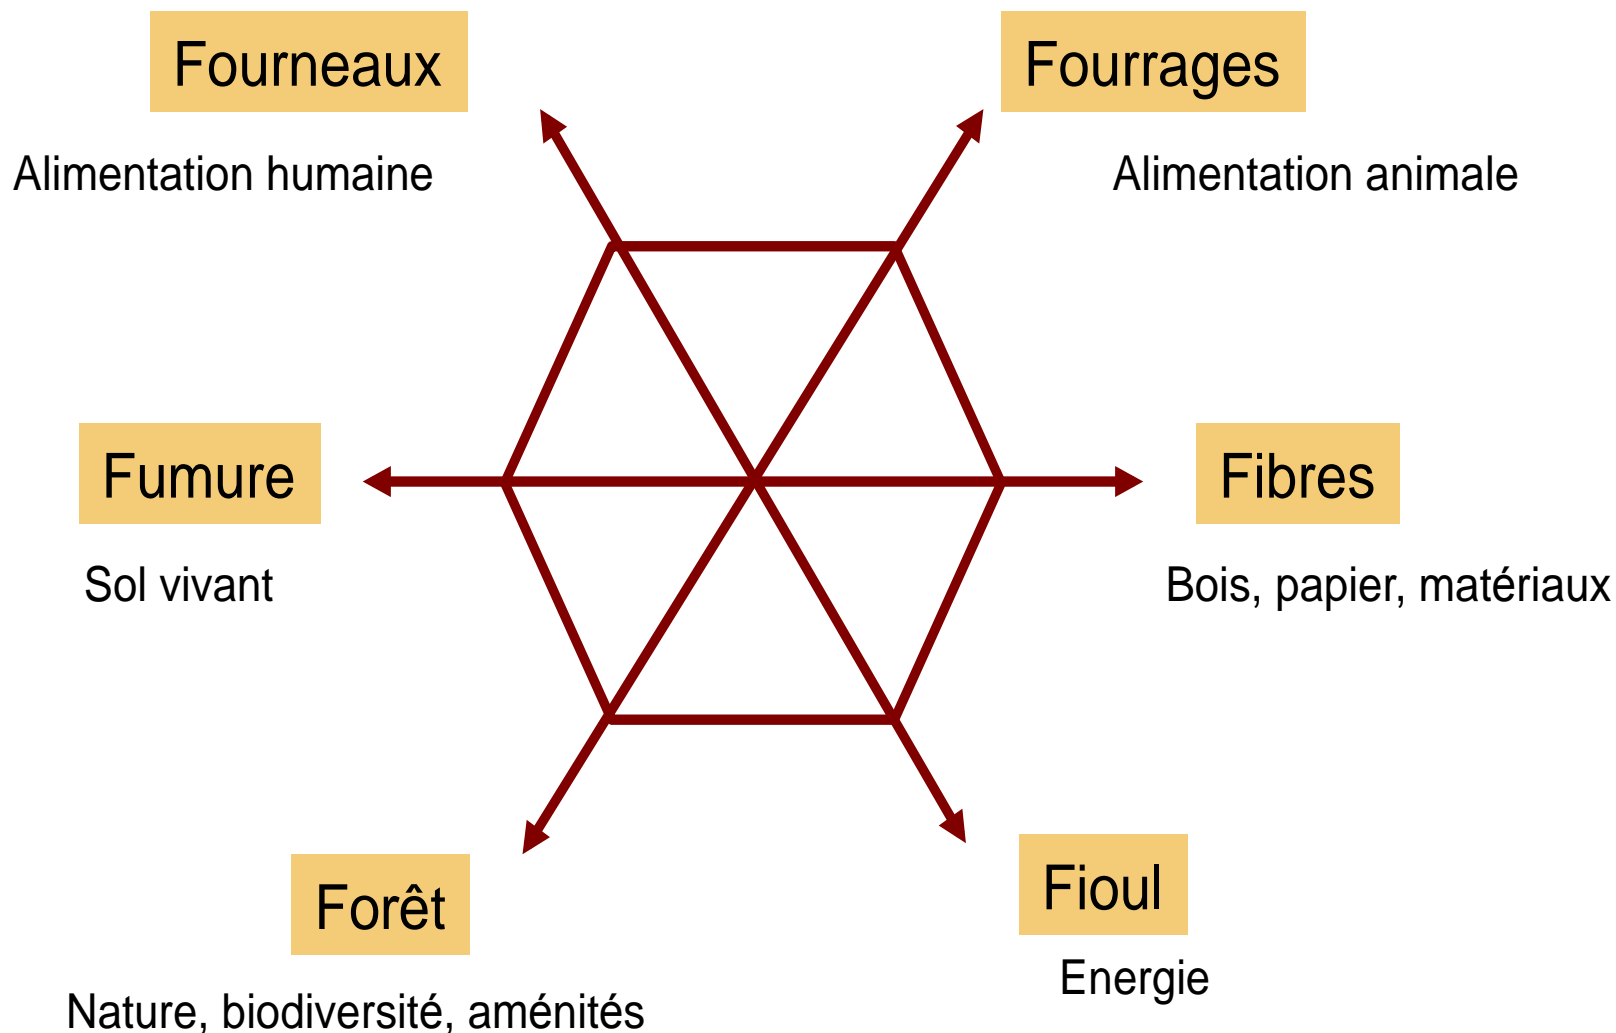 Fourneaux
Fourrages
Alimentation humaine
Alimentation animale
Fumure
Fibres
Sol vivant
Bois, papier, matériaux
Forêt
Fioul
Energie
Nature, biodiversité, aménités